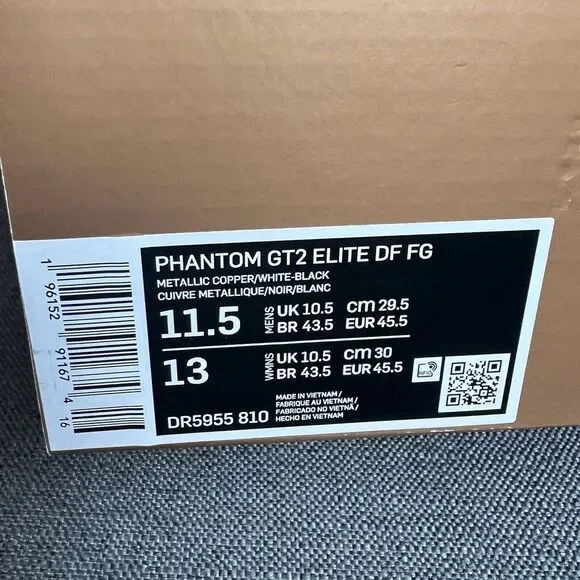 PHANTOM GT2 ELITE DF FG
METALLIC COPPER/WHITE-BLACK
CUIVRE METALLIQUE/NOIR/BLANC
11.5 MENS UK 10.5 cm 29.5
BR 43.5 EUR 45.5
13 WMNS UK 10.5 cm 30
BR 43.5 EUR 45.5
DR5955 810
MADE IN VIETNAM/
FABRIQUE AU VIETNAM/
FABRICADO NO VIETNÃ/
HECHO EN VIETNAM
RFID
1 96152 91167 4 16